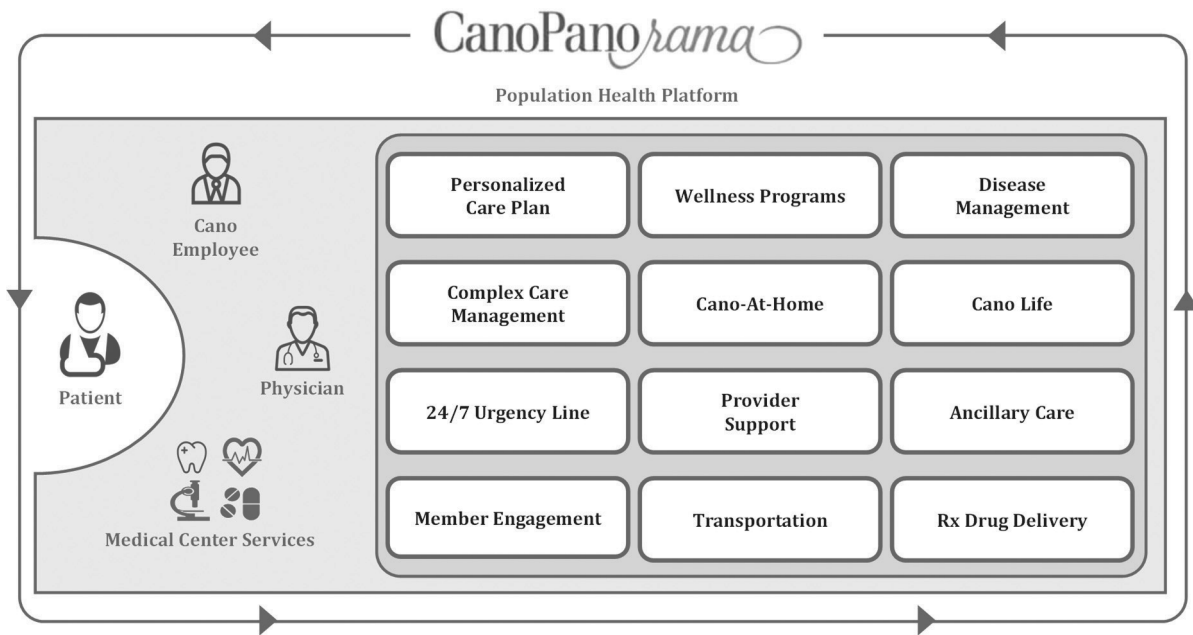 CanoPanorama
Population Health Platform
Cano
Employee
Patient
Physician
Medical Center Services
Personalized
Care Plan
Wellness Programs
Disease
Management
Complex Care
Management
Cano-At-Home
Cano Life
24/7 Urgency Line
Provider
Support
Ancillary Care
Member Engagement
Transportation
Rx Drug Delivery